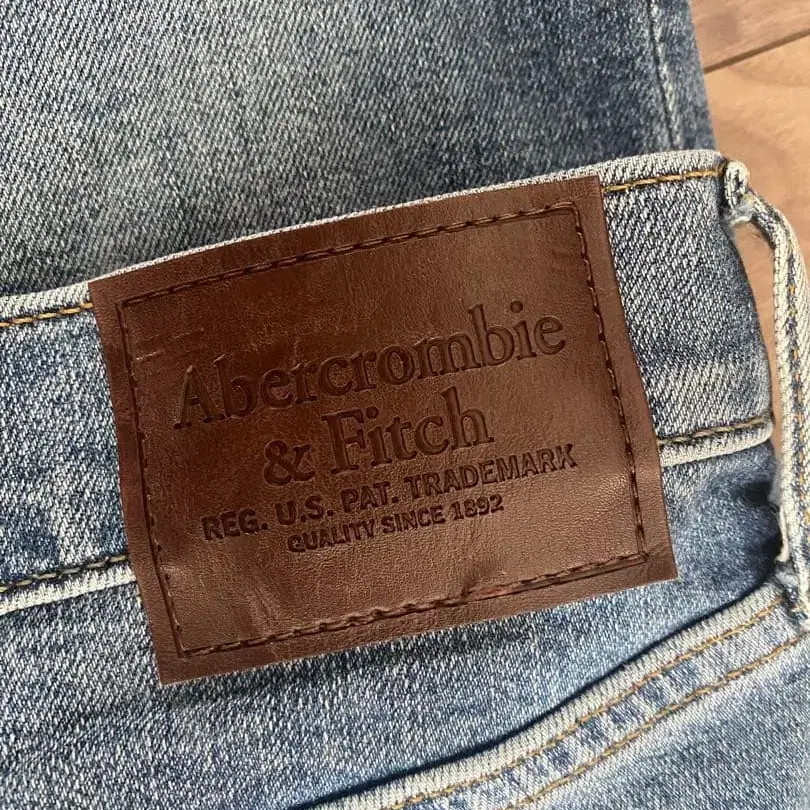 Abercrombie
& Fitch
REG. U.S. PAT. TRADEMARK
QUALITY SINCE 1892